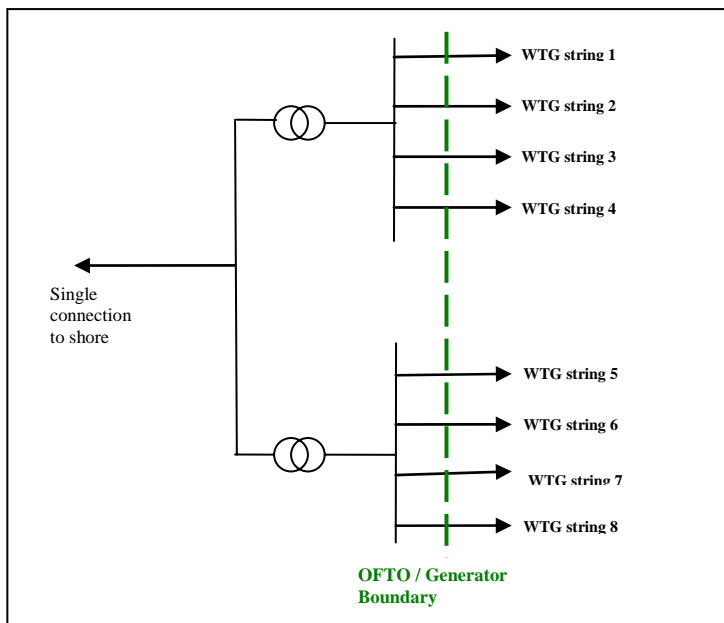 WTG string 1
WTG string 2
WTG string 3
WTG string 4
Single
connection
to shore
WTG string 5
WTG string 6
WTG string 7
WTG string 8
OFTO / Generator
Boundary